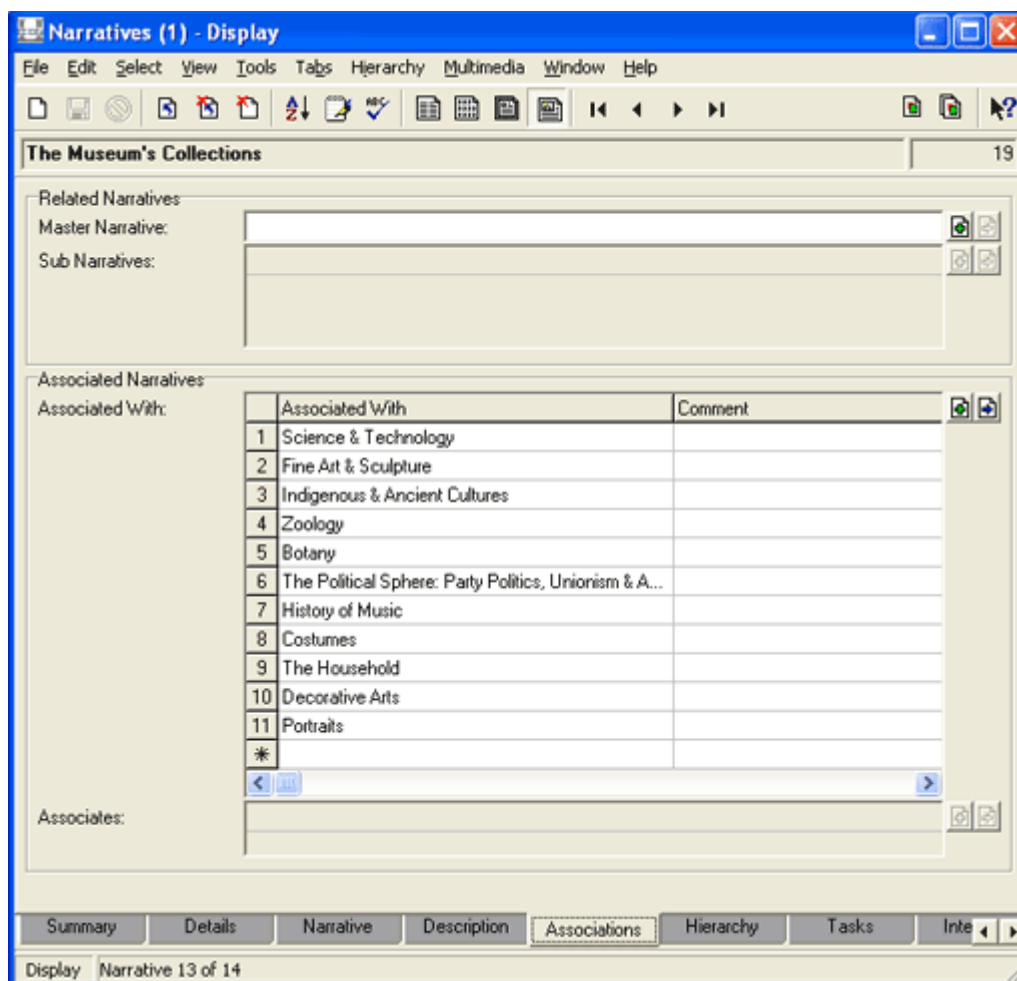 Narratives (1) - Display
File Edit Select View Tools Tabs Hierarchy Multimedia Window Help
The Museum's Collections 19
Related Narratives
Master Narrative:
Sub Narratives:
Associated Narratives
Associated With: Associated With Comment
1 Science & Technology
2 Fine Art & Sculpture
3 Indigenous & Ancient Cultures
4 Zoology
5 Botany
6 The Political Sphere: Party Politics, Unionism & A...
7 History of Music
8 Costumes
9 The Household
10 Decorative Arts
11 Portraits
Associates:
Summary Details Narrative Description Associations Hierarchy Tasks Inte
Display Narrative 13 of 14